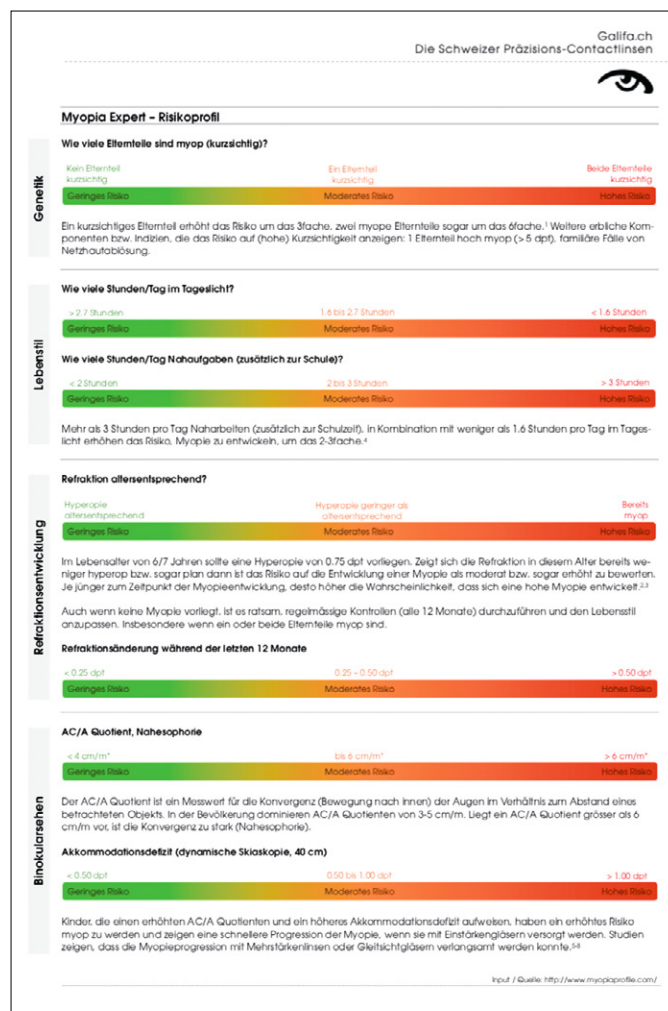 Galifa.ch
Die Schweizer Präzisions-Contactlinsen
Myopia Expert – Risikoprofil
Genetik
Wie viele Elternteile sind myop (kurzsichtig)?
Kein Elternteil kurzsichtig
Ein Elternteil kurzsichtig
Beide Elternteile kurzsichtig
Geringes Risiko Moderates Risiko Hohes Risiko
Ein kurzsichtiges Elternteil erhöht das Risiko um das 3fache, zwei myope Elternteile sogar um das 6fache.¹ Weitere erbliche Kom-
ponenten bzw. Indizien, die das Risiko auf (hohe) Kurzsichtigkeit anzeigen: 1 Elternteil hoch myop (> 5 dpt), familiäre Fälle von
Netzhautablösung.
Lebenstil
Wie viele Stunden/Tag im Tageslicht?
> 2.7 Stunden 1.6 bis 2.7 Stunden < 1.6 Stunden
Geringes Risiko Moderates Risiko Hohes Risiko
Wie viele Stunden/Tag Nahaufgaben (zusätzlich zur Schule)?
< 2 Stunden 2 bis 3 Stunden > 3 Stunden
Geringes Risiko Moderates Risiko Hohes Risiko
Mehr als 3 Stunden pro Tag Naharbeiten (zusätzlich zur Schulzeit), in Kombination mit weniger als 1.6 Stunden pro Tag im Tages-
licht erhöhen das Risiko, Myopie zu entwickeln, um das 2-3fache.⁴
Refraktionsentwicklung
Refraktion altersentsprechend?
Hyperopie altersentsprechend
Hyperopie geringer als altersentsprechend
Bereits myop
Geringes Risiko Moderates Risiko Hohes Risiko
Im Lebensalter von 6/7 Jahren sollte eine Hyperopie von 0.75 dpt vorliegen. Zeigt sich die Refraktion in diesem Alter bereits we-
niger hyperop bzw. sogar plan dann ist das Risiko auf die Entwicklung einer Myopie als moderat bzw. sogar erhöht zu bewerten.
Je jünger zum Zeitpunkt der Myopieentwicklung, desto höher die Wahrscheinlichkeit, dass sich eine hohe Myopie entwickelt.²,³
Auch wenn keine Myopie vorliegt, ist es ratsam, regelmässige Kontrollen (alle 12 Monate) durchzuführen und den Lebensstil
anzupassen. Insbesondere wenn ein oder beide Elternteile myop sind.
Refraktionsänderung während der letzten 12 Monate
< 0.25 dpt 0.25 – 0.50 dpt > 0.50 dpt
Geringes Risiko Moderates Risiko Hohes Risiko
Binokularsehen
AC/A Quotient, Nahesophorie
< 4 cm/m* bis 6 cm/m* > 6 cm/m*
Geringes Risiko Moderates Risiko Hohes Risiko
Der AC/A Quotient ist ein Messwert für die Konvergenz (Bewegung nach innen) der Augen im Verhältnis zum Abstand eines
betrachteten Objekts. In der Bevölkerung dominieren AC/A Quotienten von 3-5 cm/m. Liegt ein AC/A Quotient grösser als 6
cm/m vor, ist die Konvergenz zu stark (Nahesophorie).
Akkommodationsdefizit (dynamische Skiaskopie, 40 cm)
< 0.50 dpt 0.50 bis 1.00 dpt > 1.00 dpt
Geringes Risiko Moderates Risiko Hohes Risiko
Kinder, die einen erhöhten AC/A Quotienten und ein höheres Akkommodationsdefizit aufweisen, haben ein erhöhtes Risiko
myop zu werden und zeigen eine schnellere Progression der Myopie, wenn sie mit Einstärkengläsern versorgt werden. Studien
zeigen, dass die Myopieprogression mit Mehrstärkenlinsen oder Gleitsichtgläsern verlangsamt werden konnte.⁵⁻⁸
Input / Quelle: http://www.myopiaprofile.com/